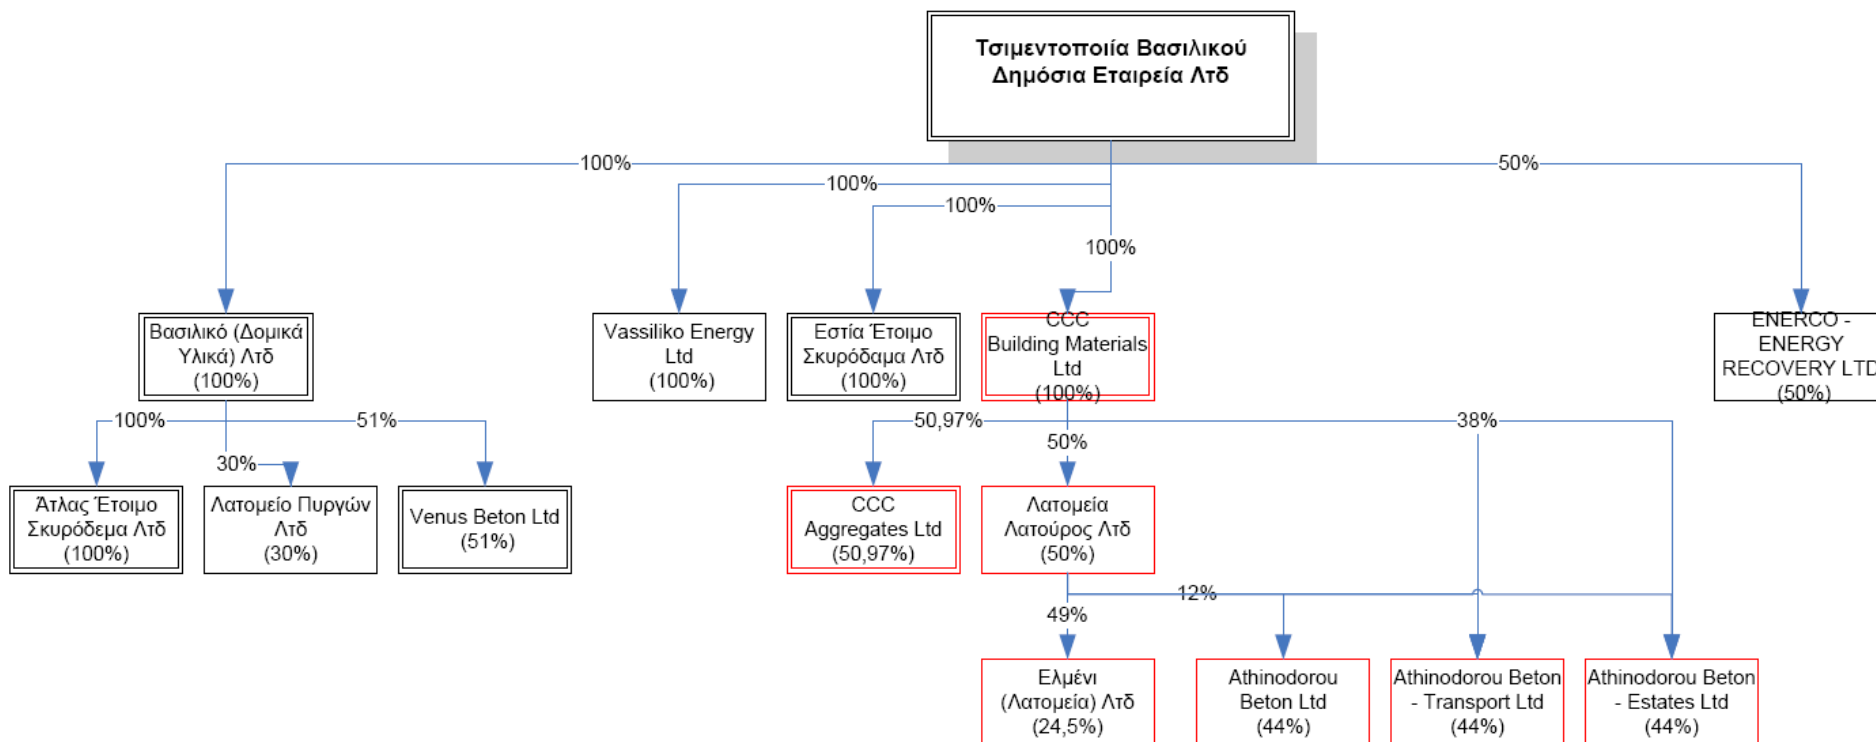 Τσιμεντοποιία Βασιλικού
Δημόσια Εταιρεία Λτδ
100%
50%
100%
100%
100%
Βασιλικό (Δομικά
Υλικά) Λτδ
(100%)
Vassiliko Energy
Ltd
(100%)
Εστία Έτοιμο
Σκυρόδαμα Λτδ
(100%)
CCC
Building Materials
Ltd
(100%)
ENERCO -
ENERGY
RECOVERY LTD
(50%)
100%
51%
30%
50,97%
38%
50%
Άτλας Έτοιμο
Σκυρόδεμα Λτδ
(100%)
Λατομείο Πυργών
Λτδ
(30%)
Venus Beton Ltd
(51%)
CCC
Aggregates Ltd
(50,97%)
Λατομεία
Λατούρος Λτδ
(50%)
12%
49%
Ελμένι
(Λατομεία) Λτδ
(24,5%)
Athinodorou
Beton Ltd
(44%)
Athinodorou Beton
- Transport Ltd
(44%)
Athinodorou Beton
- Estates Ltd
(44%)